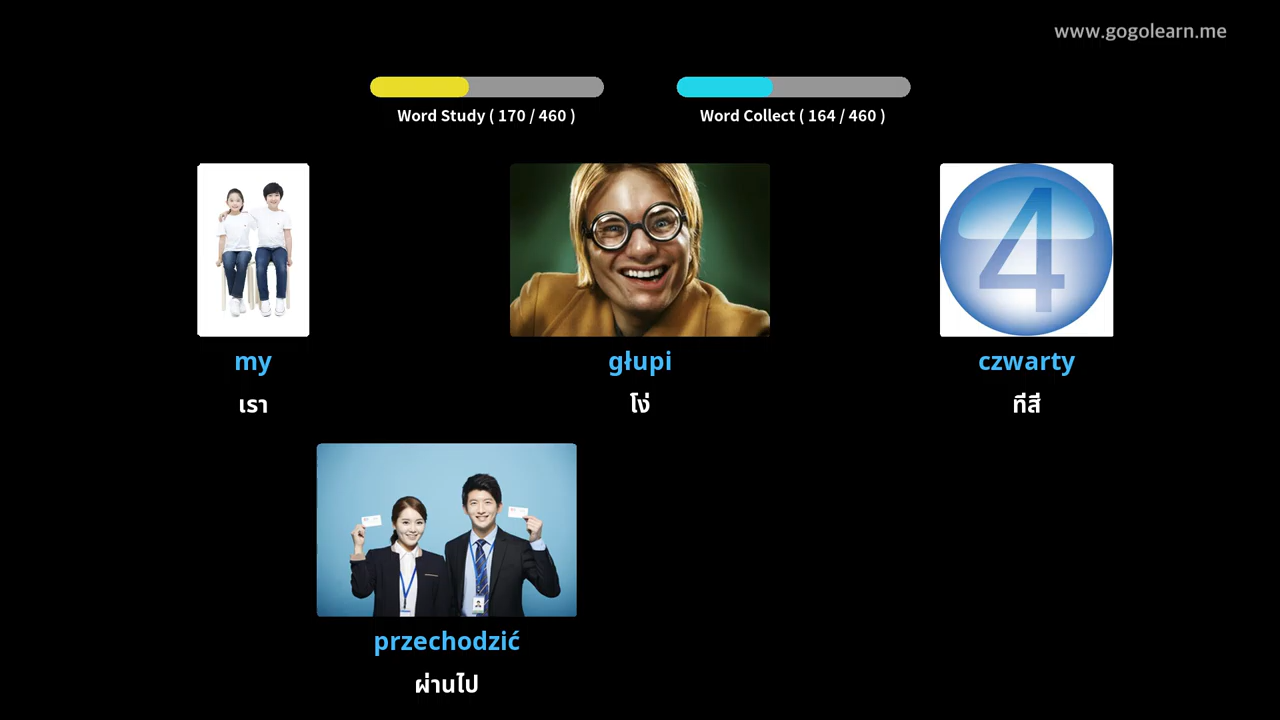 www.gogolearn.me
Word Study ( 170 / 460 )
Word Collect ( 164 / 460 )
4
my
głupi
czwarty
เรา
โง่
ทีสี
przechodzić
ผ่านไป